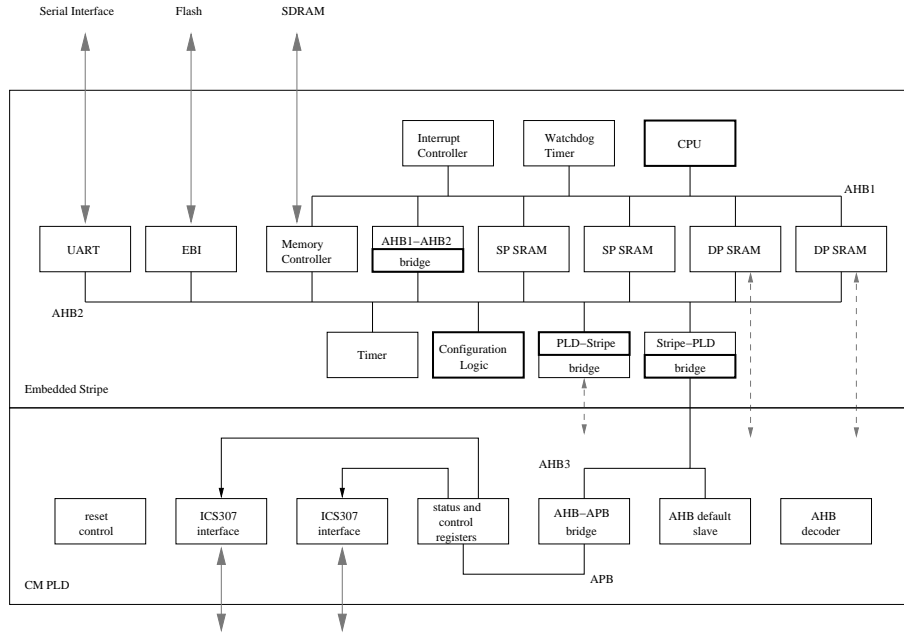 Serial Interface
Flash
SDRAM
Interrupt
Controller
Watchdog
Timer
CPU
AHB1
UART
EBI
Memory
Controller
AHB1–AHB2
bridge
SP SRAM
SP SRAM
DP SRAM
DP SRAM
AHB2
Timer
Configuration
Logic
PLD–Stripe
bridge
Stripe–PLD
bridge
Embedded Stripe
AHB3
reset
control
ICS307
interface
ICS307
interface
status and
control
registers
AHB–APB
bridge
AHB default
slave
AHB
decoder
APB
CM PLD